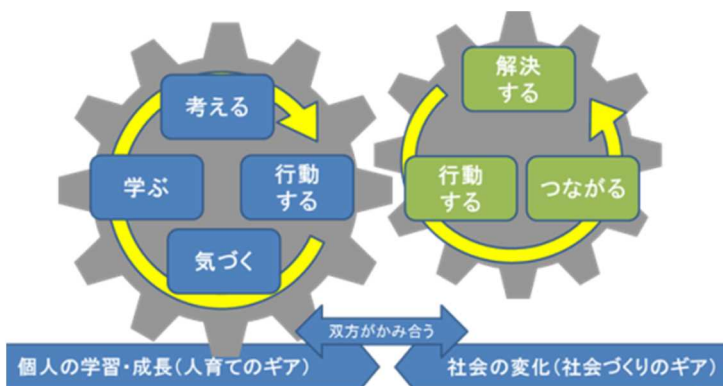 考える
学ぶ
行動
する
気づく
解決
する
行動
する
つながる
双方がかみ合う
個人の学習・成長(人育てのギア)
社会の変化(社会づくりのギア)